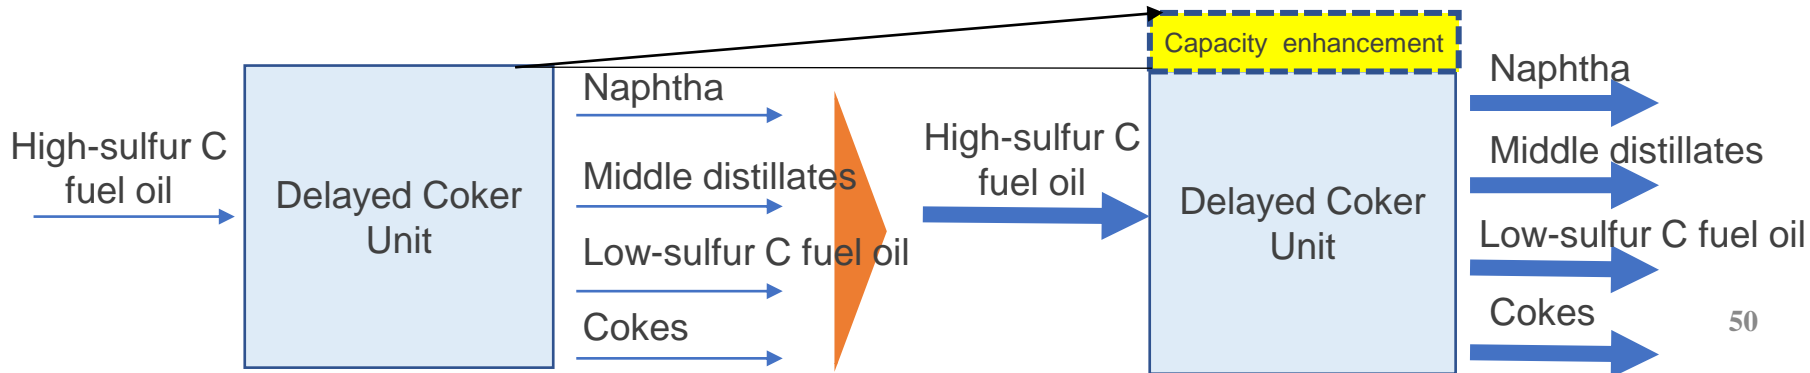 High-sulfur C
fuel oil
Delayed Coker
Unit
Naphtha
Middle distillates
Low-sulfur C fuel oil
Cokes
High-sulfur C
fuel oil
Capacity enhancement
Delayed Coker
Unit
Naphtha
Middle distillates
Low-sulfur C fuel oil
Cokes
50